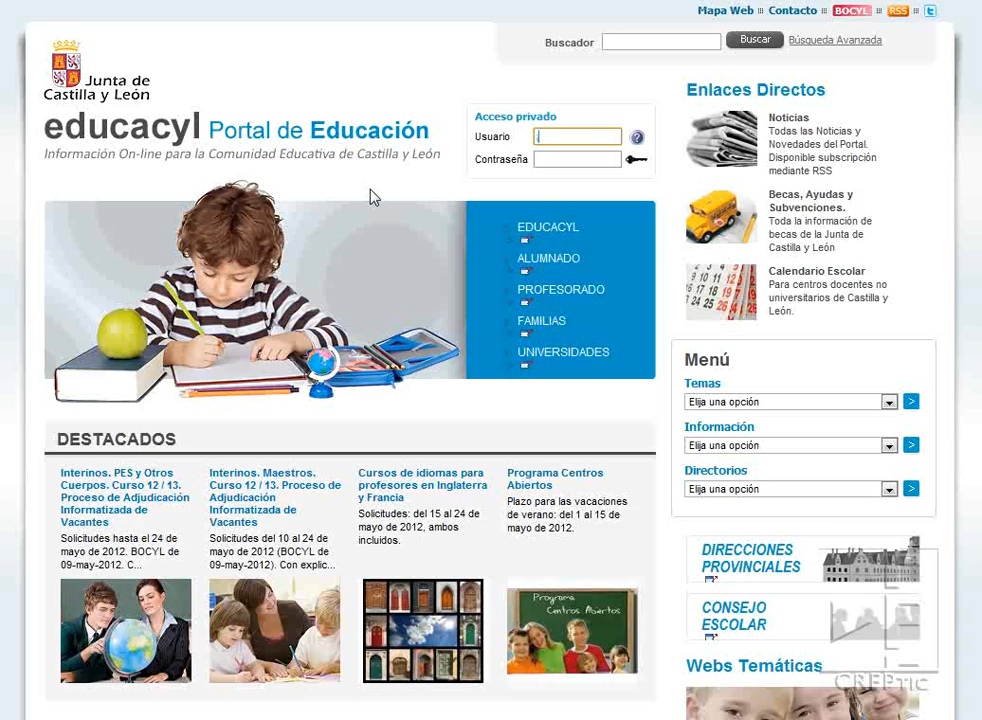 Mapa Web
Contacto
BOCYL
RSS
Buscador
Buscar
Búsqueda Avanzada
Junta de
Castilla y León
educacyl Portal de Educación
Información On-line para la Comunidad Educativa de Castilla y León
Acceso privado
Usuario
Contraseña
EDUCACYL
ALUMNADO
PROFESORADO
FAMILIAS
UNIVERSIDADES
Enlaces Directos
Noticias
Todas las Noticias y
Novedades del Portal.
Disponible subscripción
mediante RSS
Becas, Ayudas y
Subvenciones.
Toda la información de
becas de la Junta de
Castilla y León
Calendario Escolar
Para centros docentes no
universitarios de Castilla y
León.
Menú
Temas
Elija una opción
Información
Elija una opción
Directorios
Elija una opción
DESTACADOS
Interinos. PES y Otros
Cuerpos. Curso 12 / 13.
Proceso de Adjudicación
Informatizada de
Vacantes
Solicitudes hasta el 24 de
mayo de 2012. BOCYL de
09-may-2012). C...
Interinos. Maestros.
Curso 12 / 13. Proceso de
Adjudicación
Informatizada de
Vacantes
Solicitudes del 10 al 24 de
mayo de 2012 (BOCYL de
09-may-2012). Con explic...
Cursos de idiomas para
profesores en Inglaterra
y Francia
Solicitudes: del 15 al 24 de
mayo de 2012, ambos
incluidos.
Programa Centros
Abiertos
Plazo para las vacaciones
de verano: del 1 al 15 de
mayo de 2012.
Programa
Centros Abiertos
DIRECCIONES
PROVINCIALES
CONSEJO
ESCOLAR
Webs Temáticas
CREPTIC